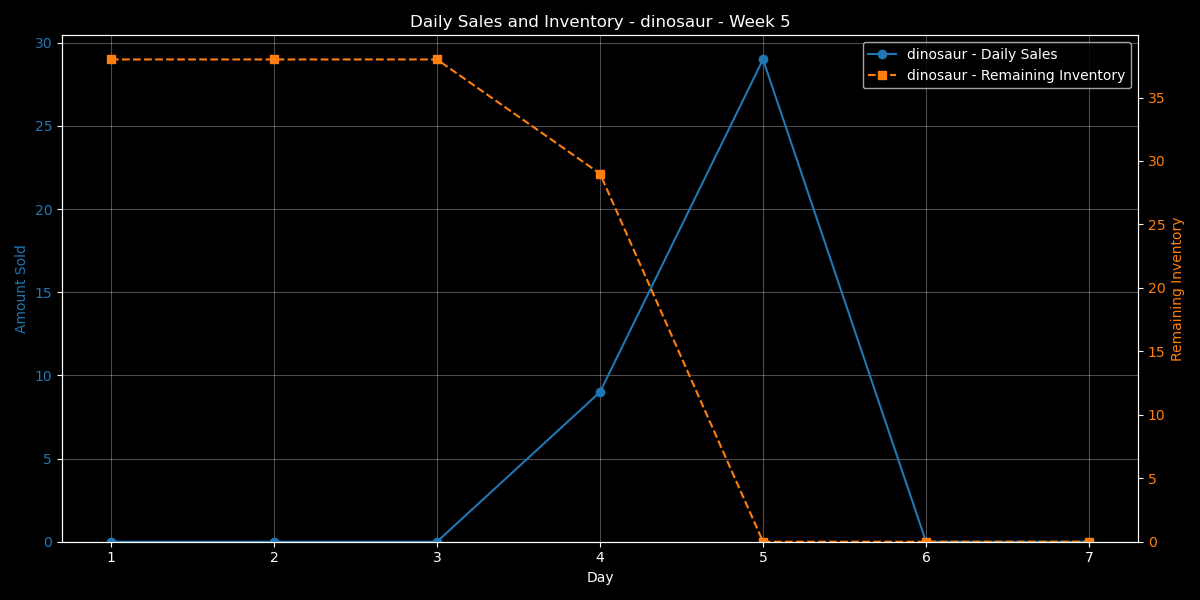 Daily Sales and Inventory - dinosaur - Week 5
dinosaur - Daily Sales
dinosaur - Remaining Inventory
Amount Sold
30
25
20
15
10
5
0
Remaining Inventory
35
30
25
20
15
10
5
0
1 2 3 4 5 6 7
Day